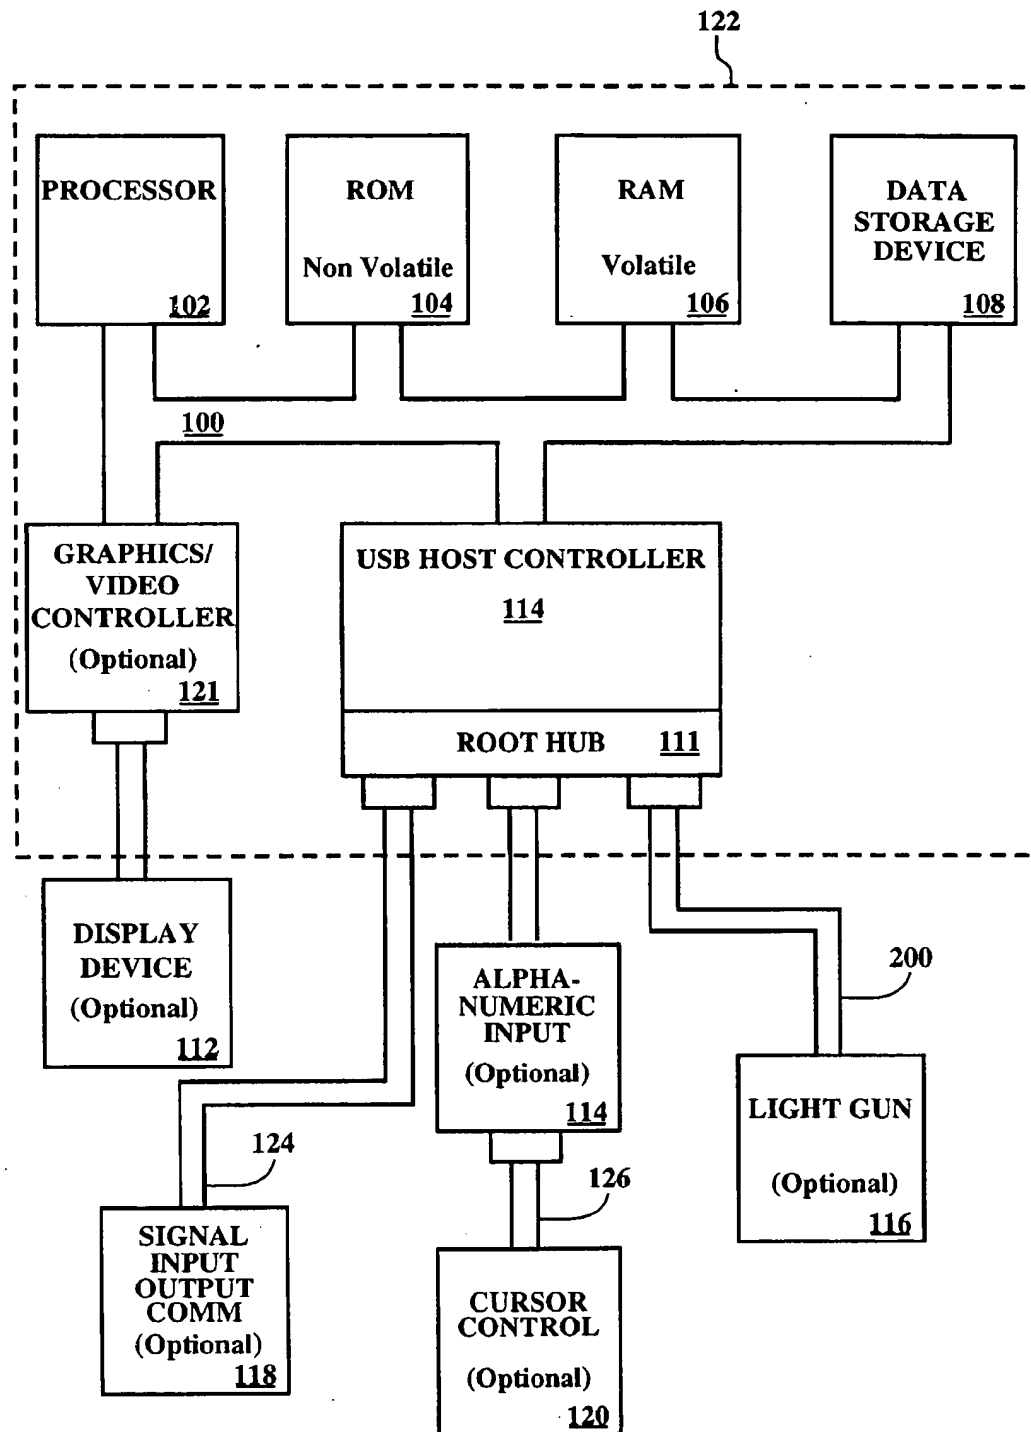 122
PROCESSOR
102
ROM
Non Volatile
104
RAM
Volatile
106
DATA
STORAGE
DEVICE
108
100
GRAPHICS/
VIDEO
CONTROLLER
(Optional)
121
USB HOST CONTROLLER
114
ROOT HUB 111
DISPLAY
DEVICE
(Optional)
112
ALPHA-
NUMERIC
INPUT
(Optional)
114
200
LIGHT GUN
(Optional)
116
124
SIGNAL
INPUT
OUTPUT
COMM
(Optional)
118
126
CURSOR
CONTROL
(Optional)
120